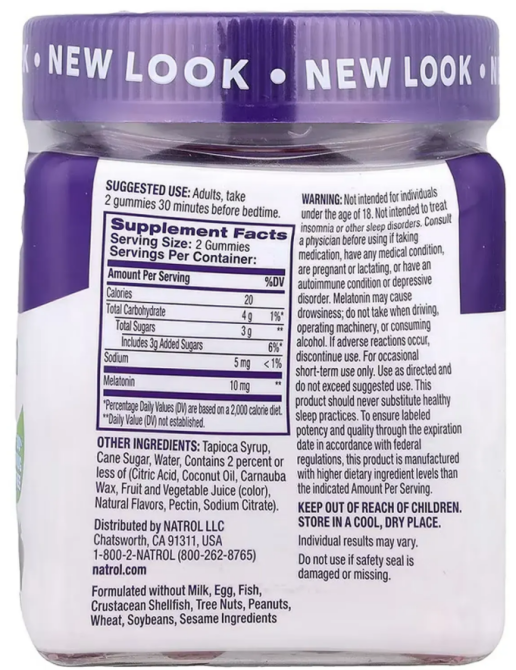 K • NEW LOOK • NEW LOOK • N
SUGGESTED USE: Adults, take
2 gummies 30 minutes before bedtime.
Supplement Facts
Serving Size: 2 Gummies
Servings Per Container:
Amount Per Serving %DV
Calories 20
Total Carbohydrate 4 g 1%*
Total Sugars 3 g **
Includes 3g Added Sugars 6%*
Sodium 5 mg <1%
Melatonin 10 mg **
*Percentage Daily Values (DV) are based on a 2,000 calorie diet.
**Daily Value (DV) not established.
OTHER INGREDIENTS: Tapioca Syrup,
Cane Sugar, Water, Contains 2 percent or
less of (Citric Acid, Coconut Oil, Carnauba
Wax, Fruit and Vegetable Juice (color),
Natural Flavors, Pectin, Sodium Citrate).
Distributed by NATROL LLC
Chatsworth, CA 91311, USA
1-800-2-NATROL (800-262-8765)
natrol.com
Formulated without Milk, Egg, Fish,
Crustacean Shellfish, Tree Nuts, Peanuts,
Wheat, Soybeans, Sesame Ingredients
WARNING: Not intended for individuals
under the age of 18. Not intended to treat
insomnia or other sleep disorders. Consult
a physician before using if taking
medication, have any medical condition,
are pregnant or lactating, or have an
autoimmune condition or depressive
disorder. Melatonin may cause
drowsiness; do not take when driving,
operating machinery, or consuming
alcohol. If adverse reactions occur,
discontinue use. For occasional
short-term use only. Use as directed and
do not exceed suggested use. This
product should never substitute healthy
sleep practices. To ensure labeled
potency and quality through the expiration
date in accordance with federal
regulations, this product is manufactured
with higher dietary ingredient levels than
the indicated Amount Per Serving.
KEEP OUT OF REACH OF CHILDREN.
STORE IN A COOL, DRY PLACE.
Individual results may vary.
Do not use if safety seal is
damaged or missing.